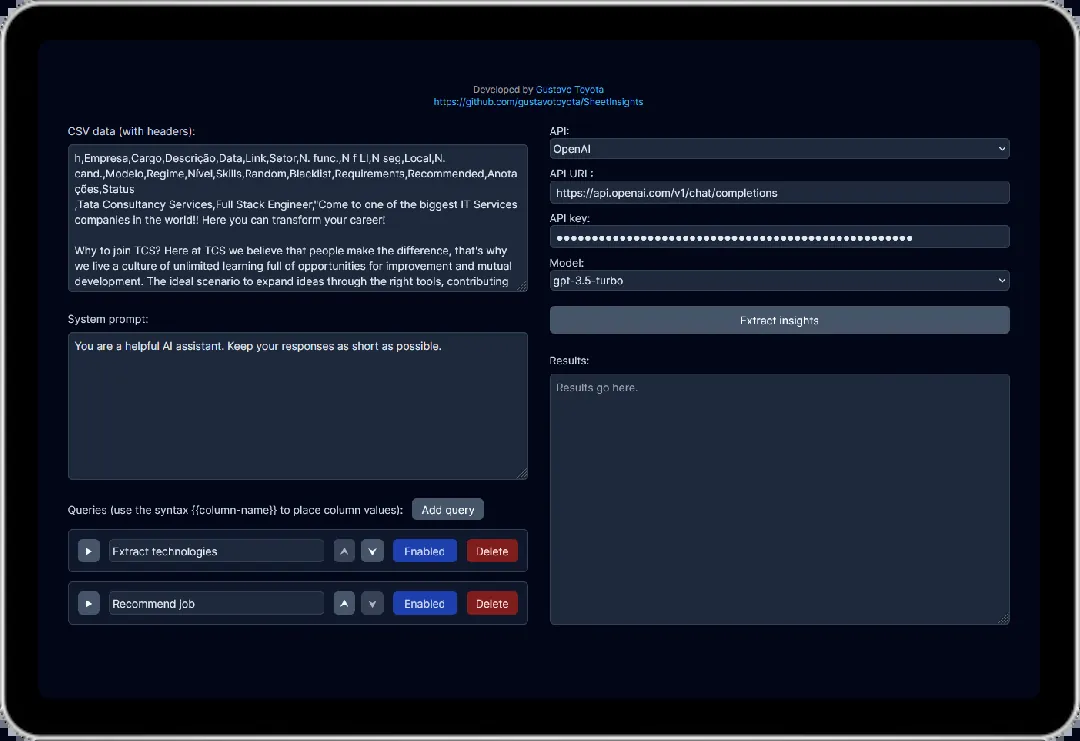 Developed by Gustavo Toyota
https://github.com/gustavotoyota/SheetInsights
CSV data (with headers):
h,Empresa,Cargo,Descrição,Data,Link,Setor,N. func.,N f LI,N seg,Local,N.
cand.,Modelo,Regime,Nível,Skills,Random,Blacklist,Requirements,Recommended,Anota
ções,Status
,Tata Consultancy Services,Full Stack Engineer,"Come to one of the biggest IT Services
companies in the world!! Here you can transform your career!
Why to join TCS? Here at TCS we believe that people make the difference, that's why
we live a culture of unlimited learning full of opportunities for improvement and mutual
development. The ideal scenario to expand ideas through the right tools, contributing
System prompt:
You are a helpful AI assistant. Keep your responses as short as possible.
Queries (use the syntax {{column-name}} to place column values):
Add query
Extract technologies
Enabled
Delete
Recommend job
Enabled
Delete
API:
OpenAI
API URL:
https://api.openai.com/v1/chat/completions
API key:
Model:
gpt-3.5-turbo
Extract insights
Results:
Results go here.